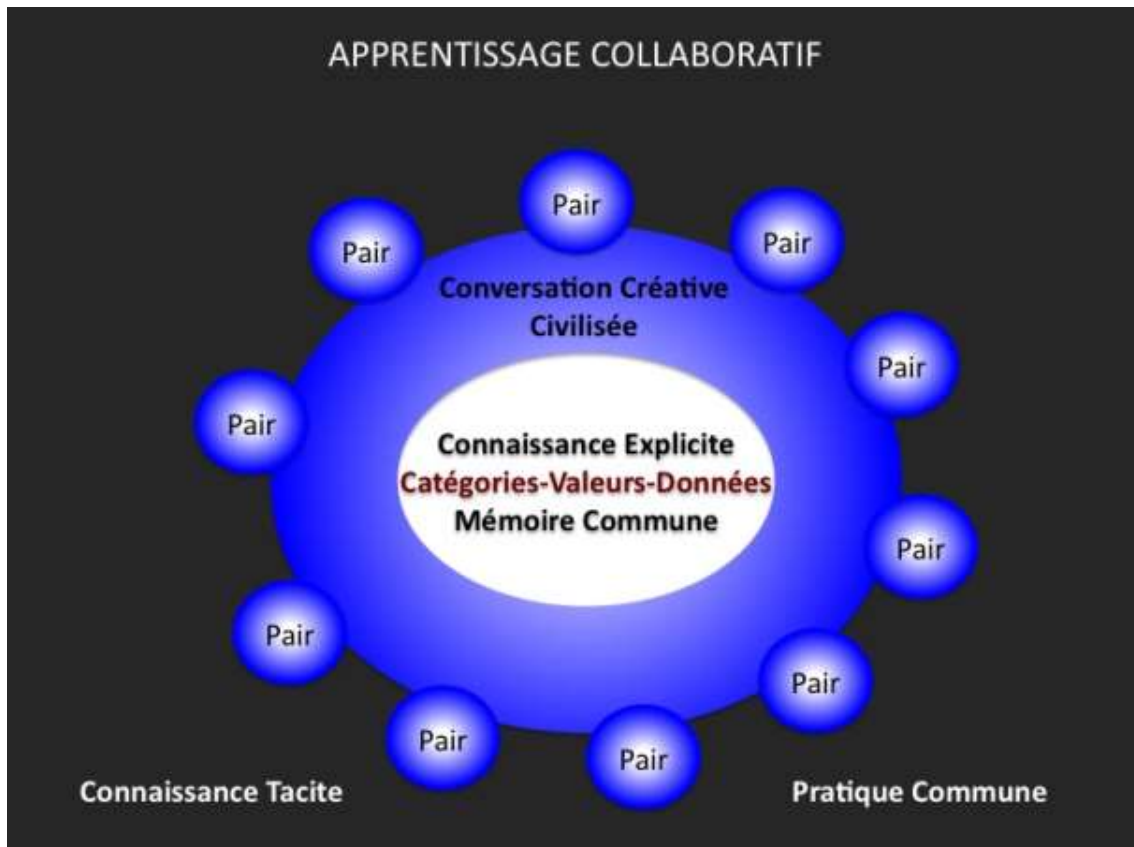 APPRENTISSAGE COLLABORATIF
Pair
Pair
Pair
Conversation Créative
Civilisée
Pair
Pair
Connaissance Explicite
Catégories-Valeurs-Données
Mémoire Commune
Pair
Pair
Pair
Pair
Pair
Connaissance Tacite
Pratique Commune